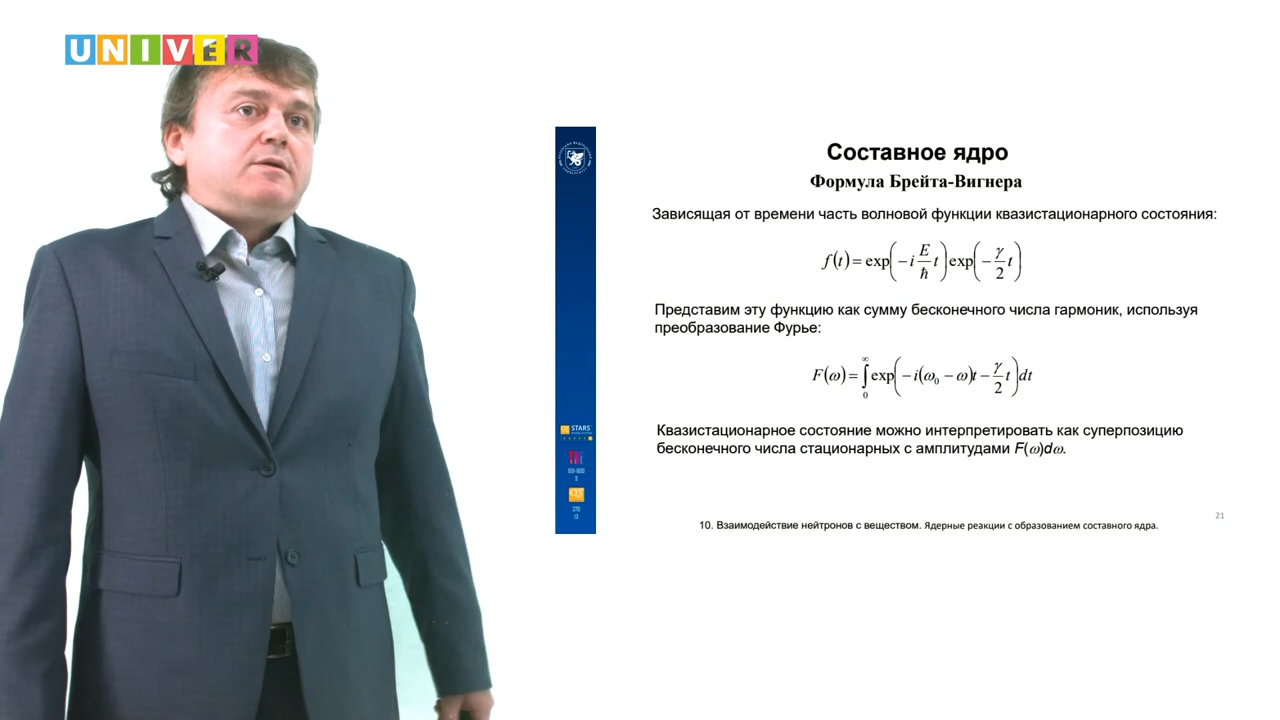 UNIVER
Составное ядро
Формула Брейта-Вигнера
Зависящая от времени часть волновой функции квазистационарного состояния:
f(t) = exp(-i E/ħ t) exp(-γ/2 t)
Представим эту функцию как сумму бесконечного числа гармоник, используя
преобразование Фурье:
F(ω) = ∫₀^∞ exp(-i(ω₀ - ω)t - γ/2 t) dt
Квазистационарное состояние можно интерпретировать как суперпозицию
бесконечного числа стационарных с амплитудами F(ω)dω.
STARS
21
10. Взаимодействие нейтронов с веществом. Ядерные реакции с образованием составного ядра.